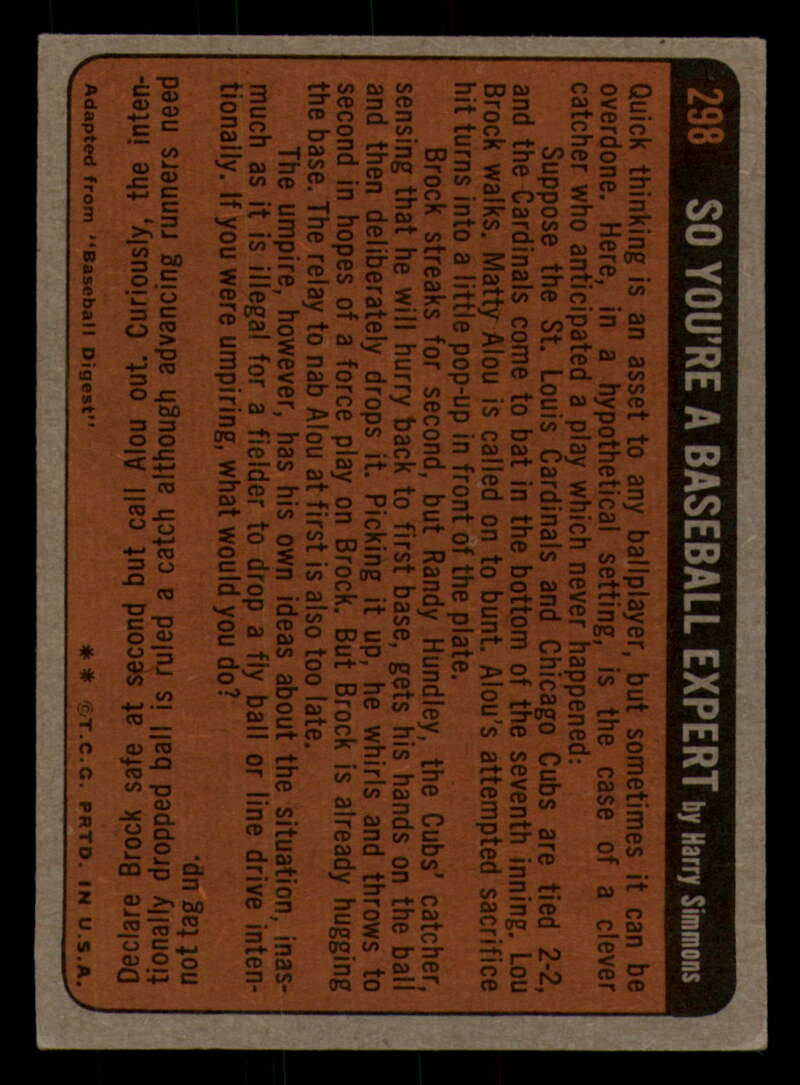 298 SO YOU'RE A BASEBALL EXPERT by Harry Simmons
Quick thinking is an asset to any ballplayer, but sometimes it can be
overdone. Here, in a hypothetical setting, is the case of a clever
catcher who anticipated a play which never happened:
Suppose the St. Louis Cardinals and Chicago Cubs are tied 2-2,
and the Cardinals come to bat in the bottom of the seventh inning. Lou
Brock walks. Matty Alou is called on to bunt. Alou's attempted sacrifice
hit turns into a little pop-up in front of the plate.
Brock streaks for second, but Randy Hundley, the Cubs' catcher,
sensing that he will hurry back to first base, gets his hands on the ball
and then deliberately drops it. Picking it up, he whirls and throws to
second in hopes of a force play on Brock. But Brock is already hugging
the base. The relay to nab Alou at first is also too late.
The umpire, however, has his own ideas about the situation, inas-
much as it is illegal for a fielder to drop a fly ball or line drive inten-
tionally. If you were umpiring, what would you do?
Declare Brock safe at second but call Alou out. Curiously, the inten-
tionally dropped ball is ruled a catch although advancing runners need
not tag up.
Adapted from "Baseball Digest" ** ©T.C.G. PRTD. IN U.S.A.